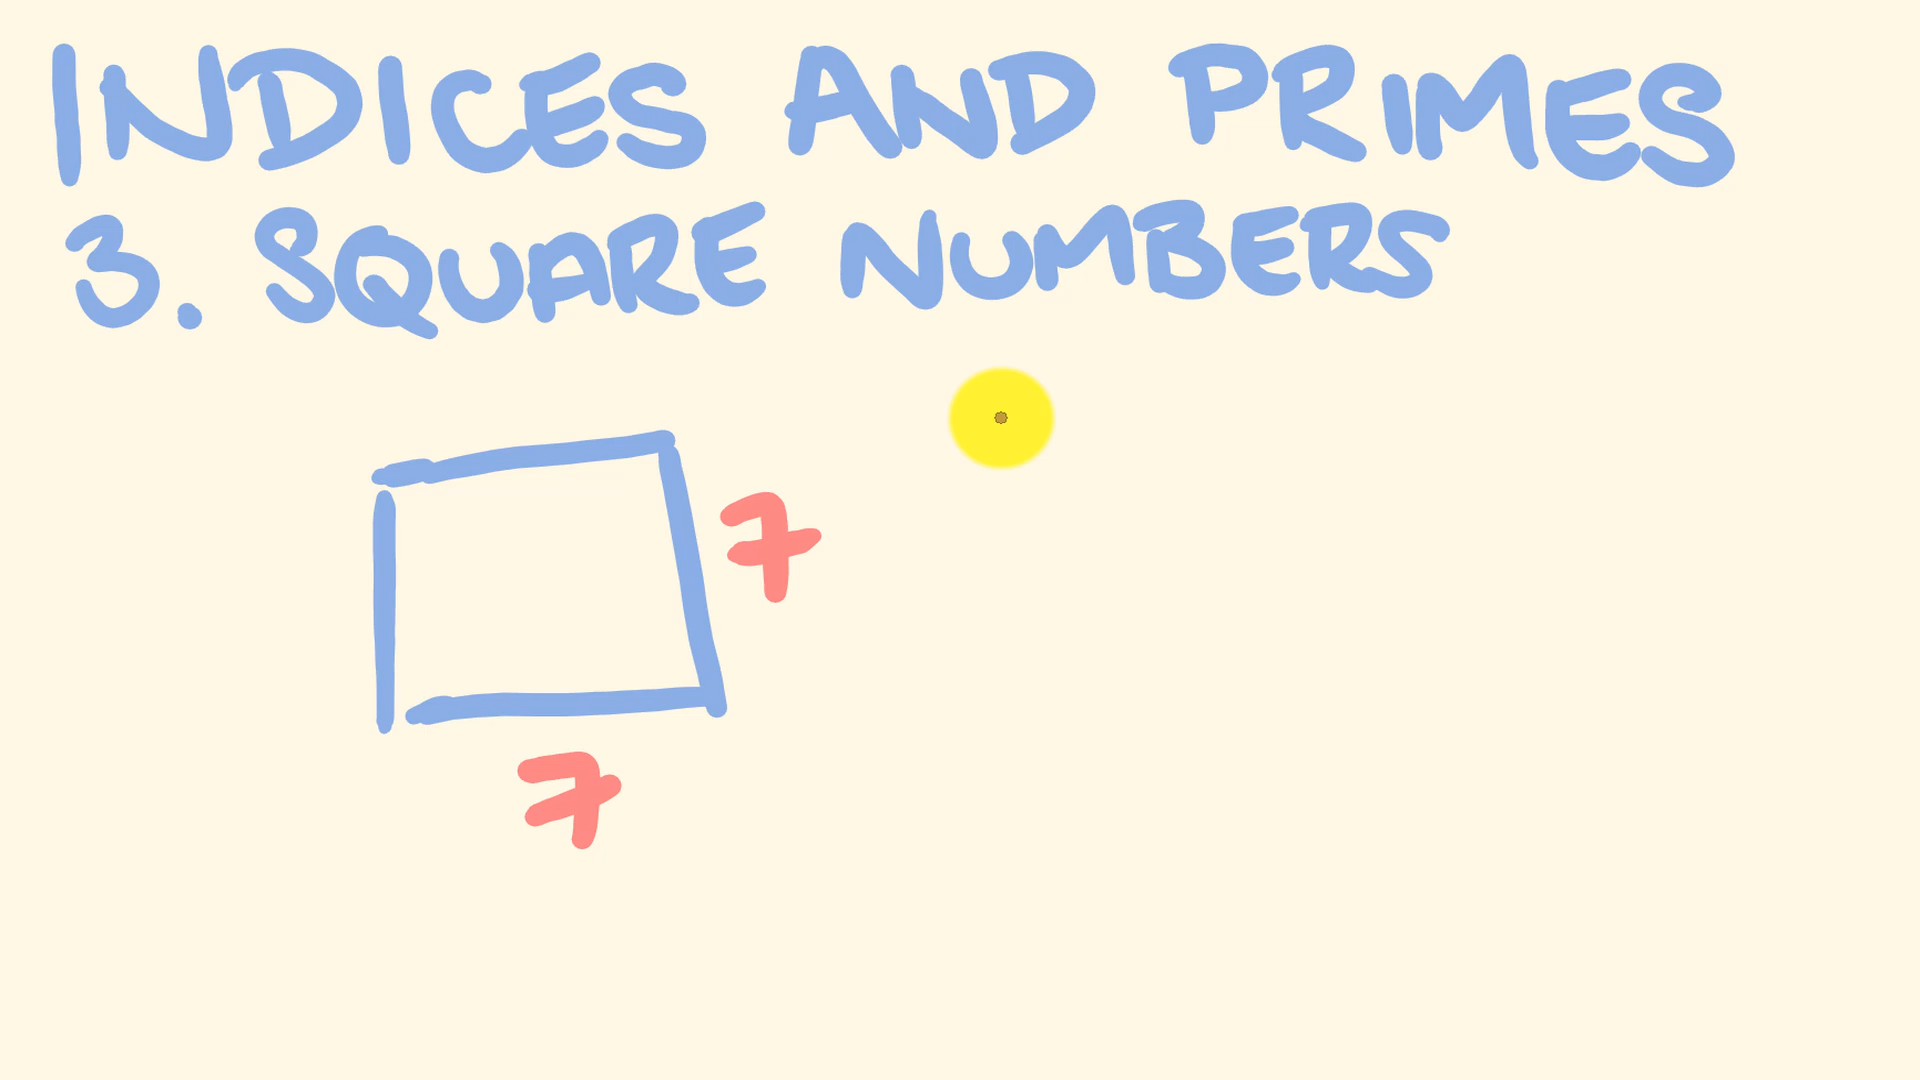 INDICES AND PRIMES
3. SQUARE NUMBERS
7
7